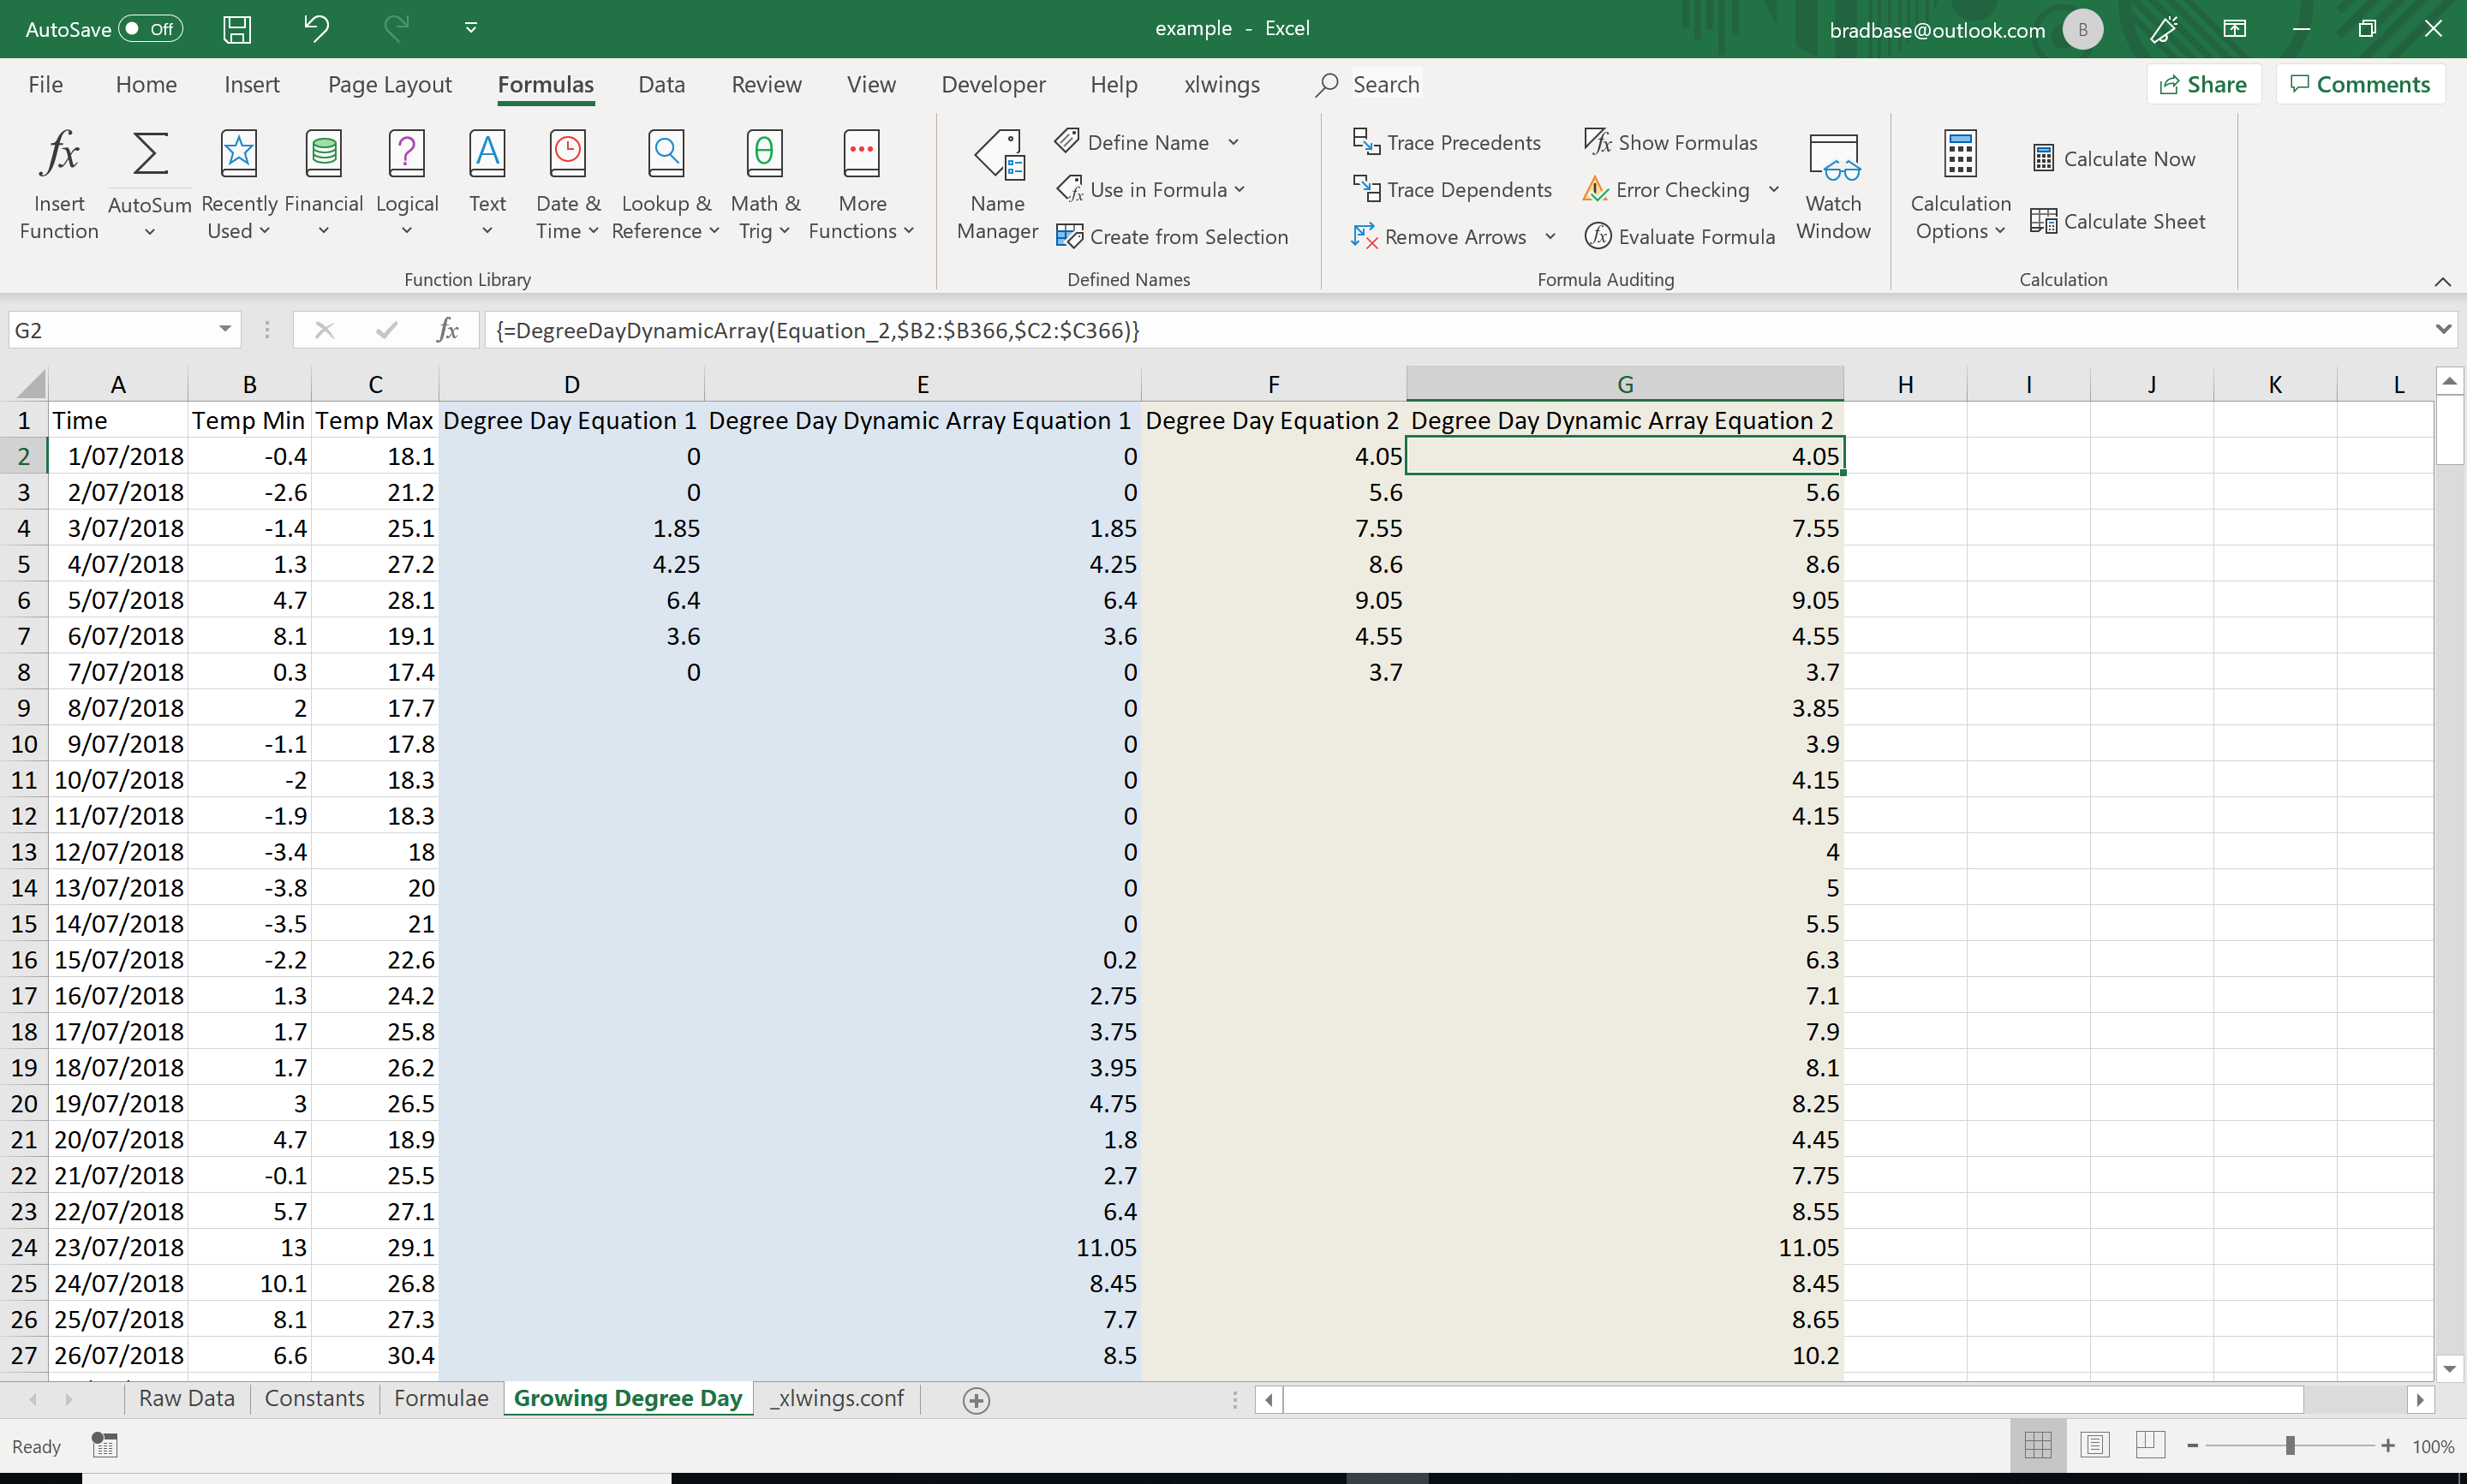 AutoSave Off example - Excel bradbase@outlook.com B
File Home Insert Page Layout Formulas Data Review View Developer Help xlwings Search Share Comments
Insert Function AutoSum Recently Used Financial Logical Text Date & Time Lookup & Reference Math & Trig More Functions
Function Library
Name Manager Define Name Use in Formula Create from Selection
Defined Names
Trace Precedents Trace Dependents Remove Arrows Show Formulas Error Checking Evaluate Formula Watch Window
Formula Auditing
Calculation Options Calculate Now Calculate Sheet
Calculation
G2 fx {=DegreeDayDynamicArray(Equation_2,$B2:$B366,$C2:$C366)}
A B C D E F G H I J K L
1 Time Temp Min Temp Max Degree Day Equation 1 Degree Day Dynamic Array Equation 1 Degree Day Equation 2 Degree Day Dynamic Array Equation 2
2 1/07/2018 -0.4 18.1 0 0 4.05 4.05
3 2/07/2018 -2.6 21.2 0 0 5.6 5.6
4 3/07/2018 -1.4 25.1 1.85 1.85 7.55 7.55
5 4/07/2018 1.3 27.2 4.25 4.25 8.6 8.6
6 5/07/2018 4.7 28.1 6.4 6.4 9.05 9.05
7 6/07/2018 8.1 19.1 3.6 3.6 4.55 4.55
8 7/07/2018 0.3 17.4 0 0 3.7 3.7
9 8/07/2018 2 17.7 0 3.85
10 9/07/2018 -1.1 17.8 0 3.9
11 10/07/2018 -2 18.3 0 4.15
12 11/07/2018 -1.9 18.3 0 4.15
13 12/07/2018 -3.4 18 0 4
14 13/07/2018 -3.8 20 0 5
15 14/07/2018 -3.5 21 0 5.5
16 15/07/2018 -2.2 22.6 0.2 6.3
17 16/07/2018 1.3 24.2 2.75 7.1
18 17/07/2018 1.7 25.8 3.75 7.9
19 18/07/2018 1.7 26.2 3.95 8.1
20 19/07/2018 3 26.5 4.75 8.25
21 20/07/2018 4.7 18.9 1.8 4.45
22 21/07/2018 -0.1 25.5 2.7 7.75
23 22/07/2018 5.7 27.1 6.4 8.55
24 23/07/2018 13 29.1 11.05 11.05
25 24/07/2018 10.1 26.8 8.45 8.45
26 25/07/2018 8.1 27.3 7.7 8.65
27 26/07/2018 6.6 30.4 8.5 10.2
Raw Data Constants Formulae Growing Degree Day _xlwings.conf
Ready 100%